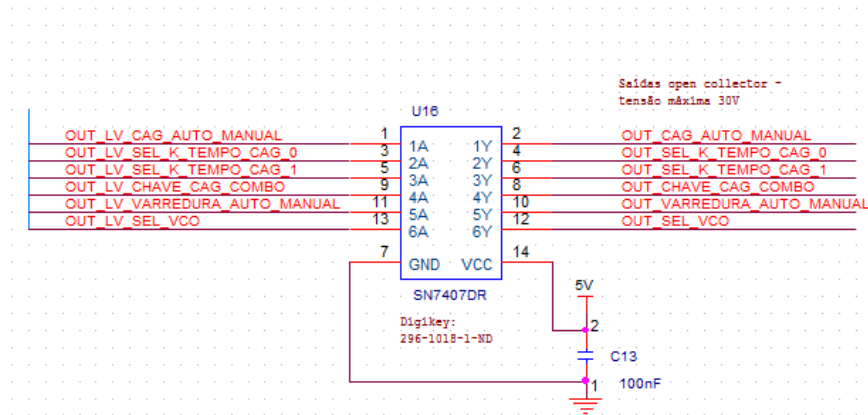 Saídas open collector -
tensão máxima 30V
U16
OUT_LV_CAG_AUTO_MANUAL 1 1A 1Y 2 OUT_CAG_AUTO_MANUAL
OUT_LV_SEL_K_TEMPO_CAG_0 3 2A 2Y 4 OUT_SEL_K_TEMPO_CAG_0
OUT_LV_SEL_K_TEMPO_CAG_1 5 3A 3Y 6 OUT_SEL_K_TEMPO_CAG_1
OUT_LV_CHAVE_CAG_COMBO 9 4A 4Y 8 OUT_CHAVE_CAG_COMBO
OUT_LV_VARREDURA_AUTO_MANUAL 11 5A 5Y 10 OUT_VARREDURA_AUTO_MANUAL
OUT_LV_SEL_VCO 13 6A 6Y 12 OUT_SEL_VCO
7 GND VCC 14
SN7407DR
5V
Digikey:
296-1018-1-ND
2
C13
1
100nF